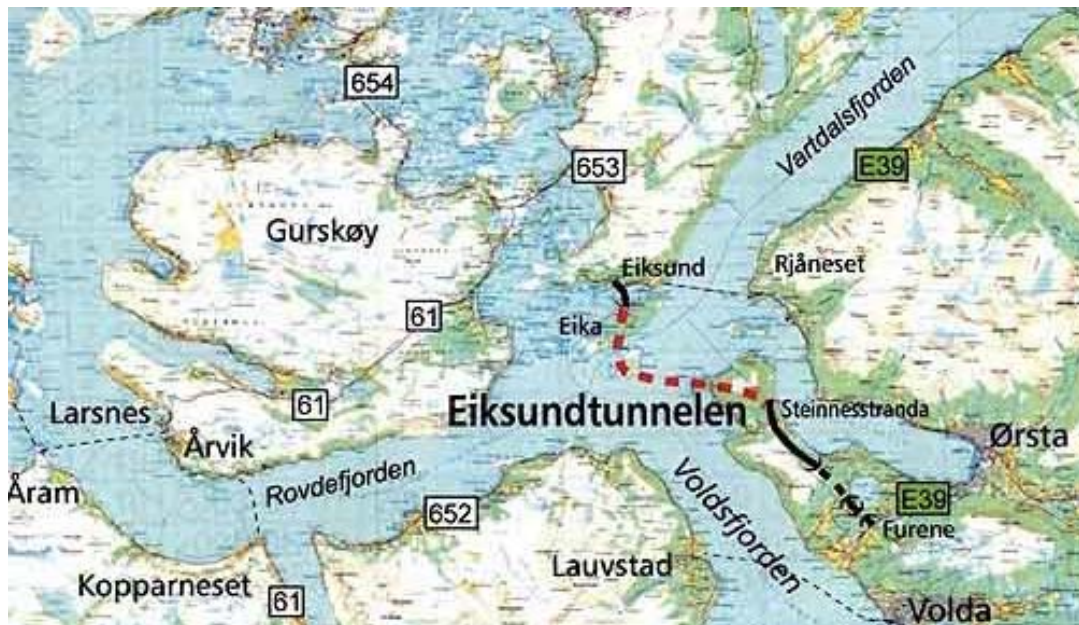 654
Vartdalsfjorden
653
E39
Gurskøy
Eiksund
Rjåneset
61
Eika
61
Larsnes
Eiksundtunnelen
Steinnesstranda
Årvik
Ørsta
Rovdefjorden
Åram
652
Voldsfjorden
E39
Furene
Lauvstad
Kopparneset
61
Volda